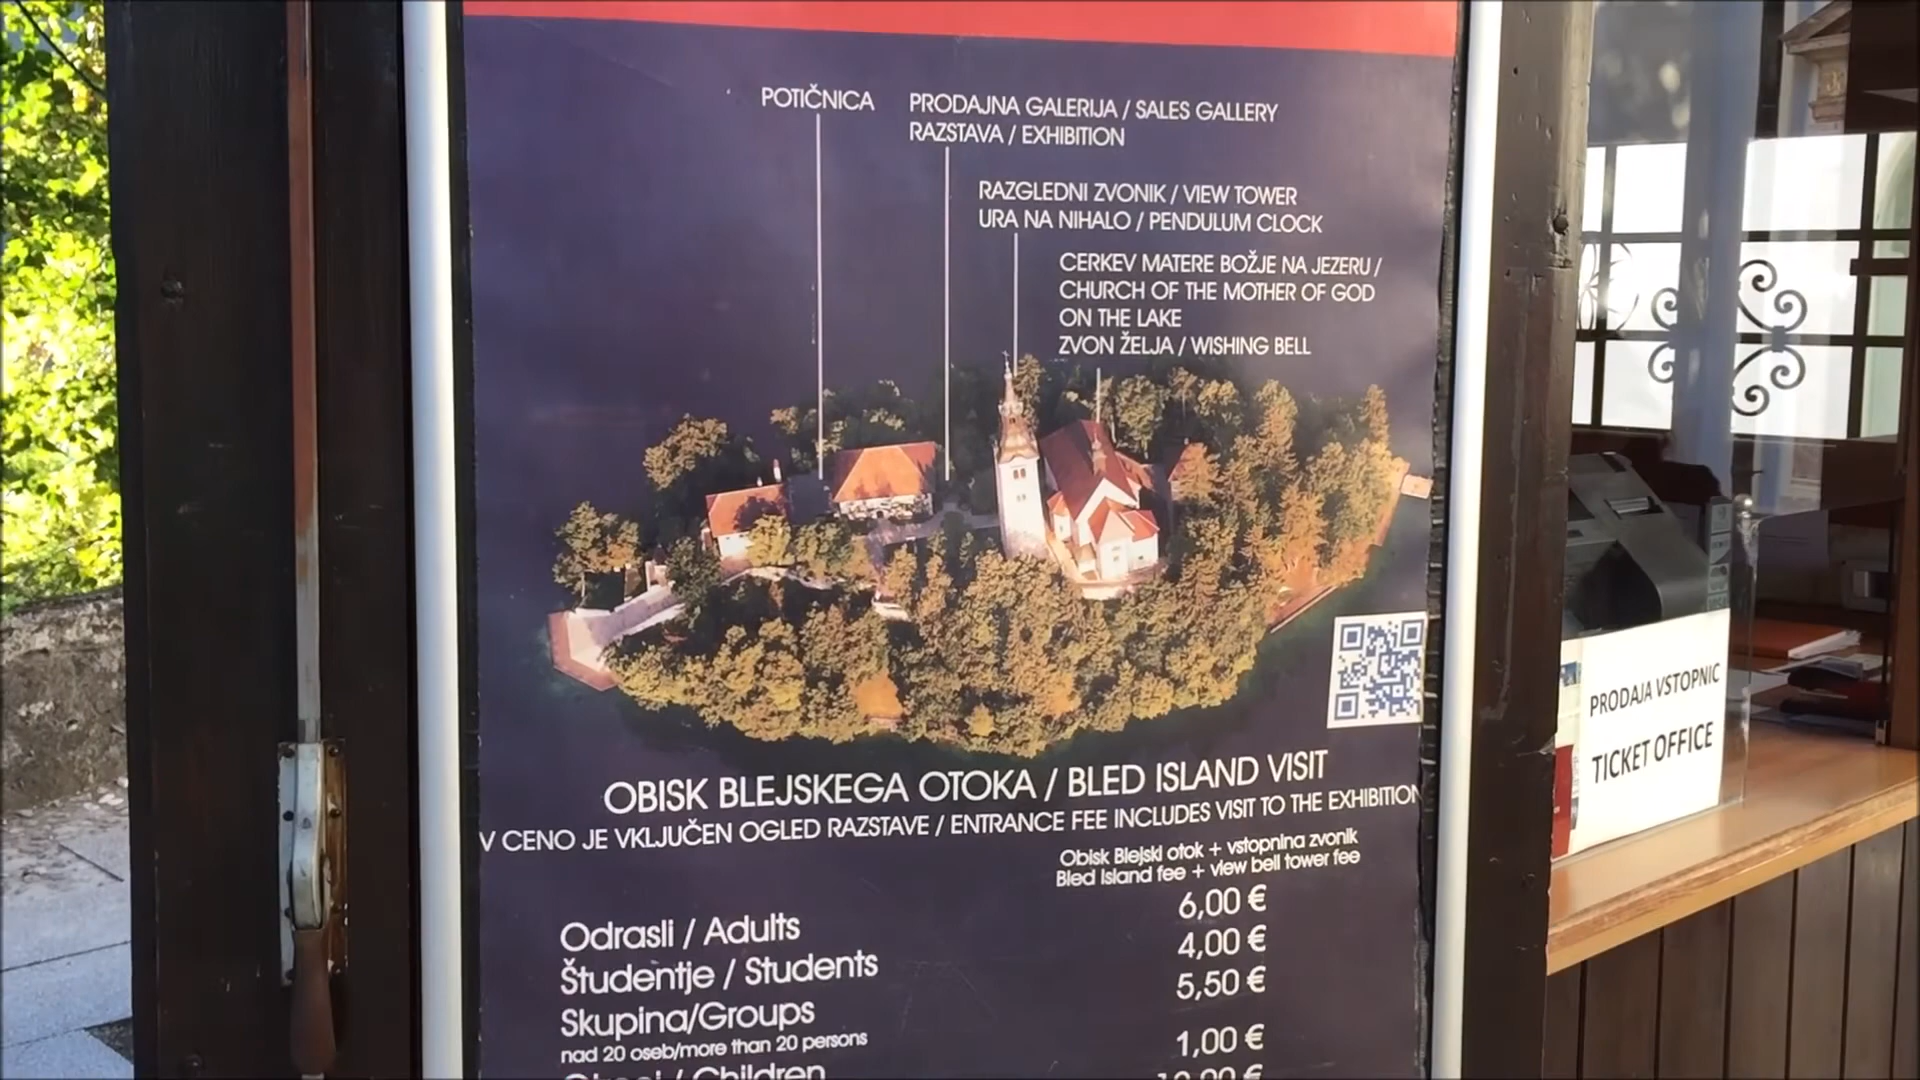 POTIČNICA
PRODAJNA GALERIJA / SALES GALLERY
RAZSTAVA / EXHIBITION
RAZGLEDNI ZVONIK / VIEW TOWER
URA NA NIHALO / PENDULUM CLOCK
CERKEV MATERE BOŽJE NA JEZERU /
CHURCH OF THE MOTHER OF GOD
ON THE LAKE
ZVON ŽELJA / WISHING BELL
OBISK BLEJSKEGA OTOKA / BLED ISLAND VISIT
V CENO JE VKLJUČEN OGLED RAZSTAVE / ENTRANCE FEE INCLUDES VISIT TO THE EXHIBITION
Obisk Blejski otok + vstopnina zvonik
Bled Island fee + view bell tower fee
Odrasli / Adults 6,00 €
Študentje / Students 4,00 €
Skupina/Groups 5,50 €
nad 20 oseb/more than 20 persons
Otroci / Children 1,00 €
PRODAJA VSTOPNIC
TICKET OFFICE